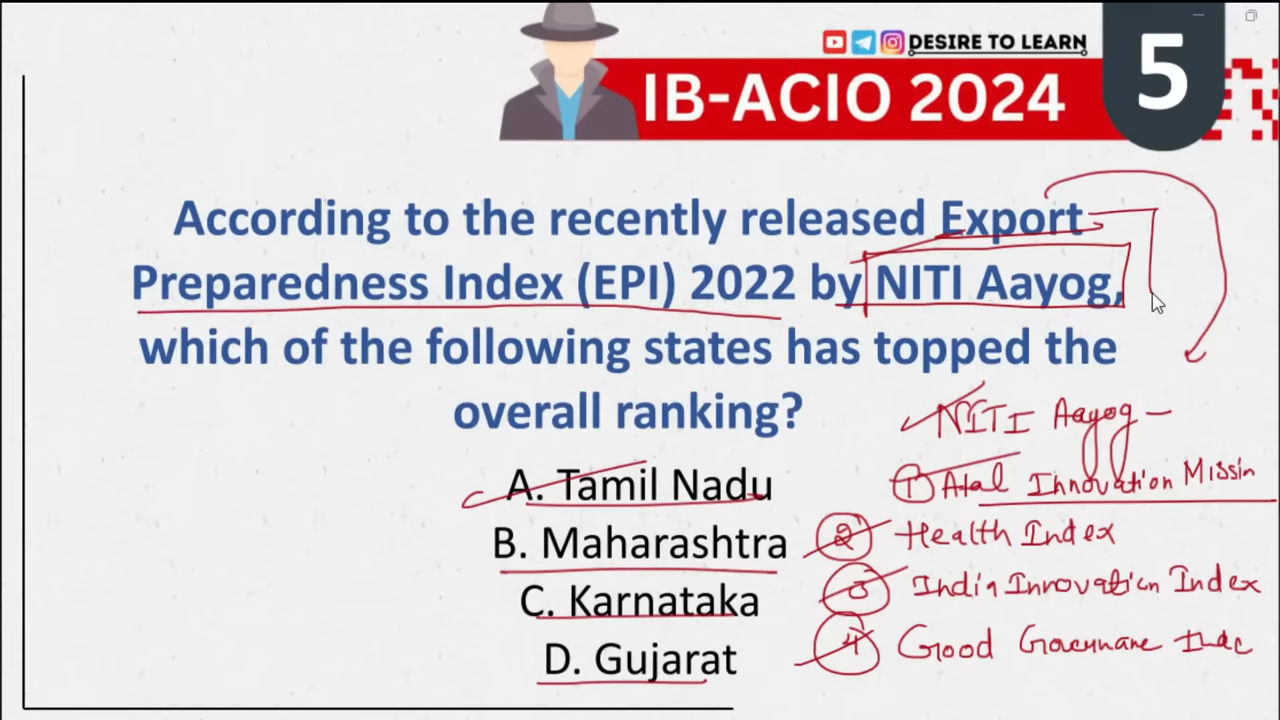 DESIRE TO LEARN
IB-ACIO 2024
5
According to the recently released Export
Preparedness Index (EPI) 2022 by NITI Aayog,
which of the following states has topped the
overall ranking?
A. Tamil Nadu
B. Maharashtra
C. Karnataka
D. Gujarat
NITI Aayog -
① Atal Innovation Missin
② Health Index
③ India Innovation Index
④ Good